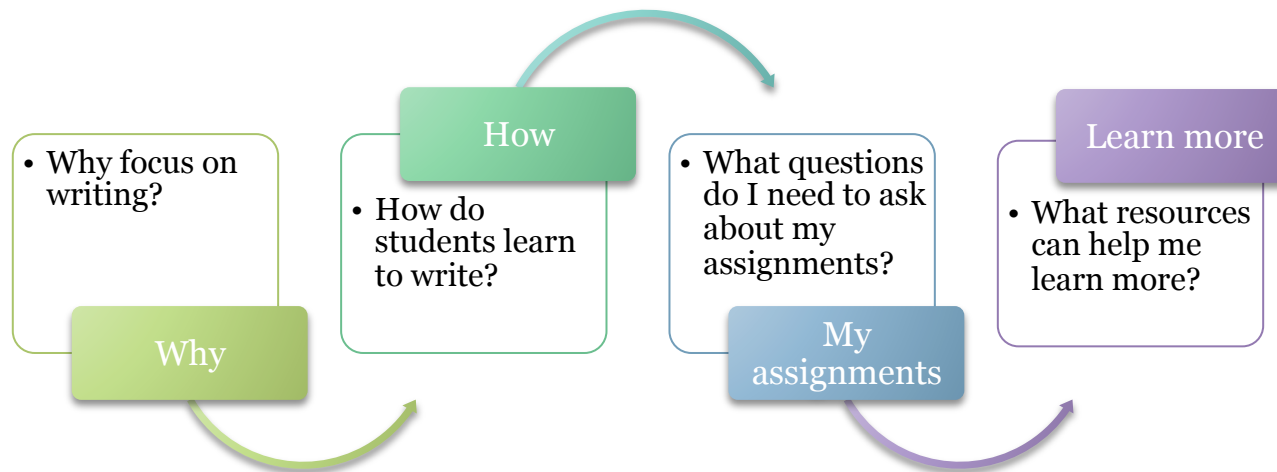 • Why focus on
writing?
Why
How
• How do
students learn
to write?
• What questions
do I need to ask
about my
assignments?
My
assignments
Learn more
• What resources
can help me
learn more?